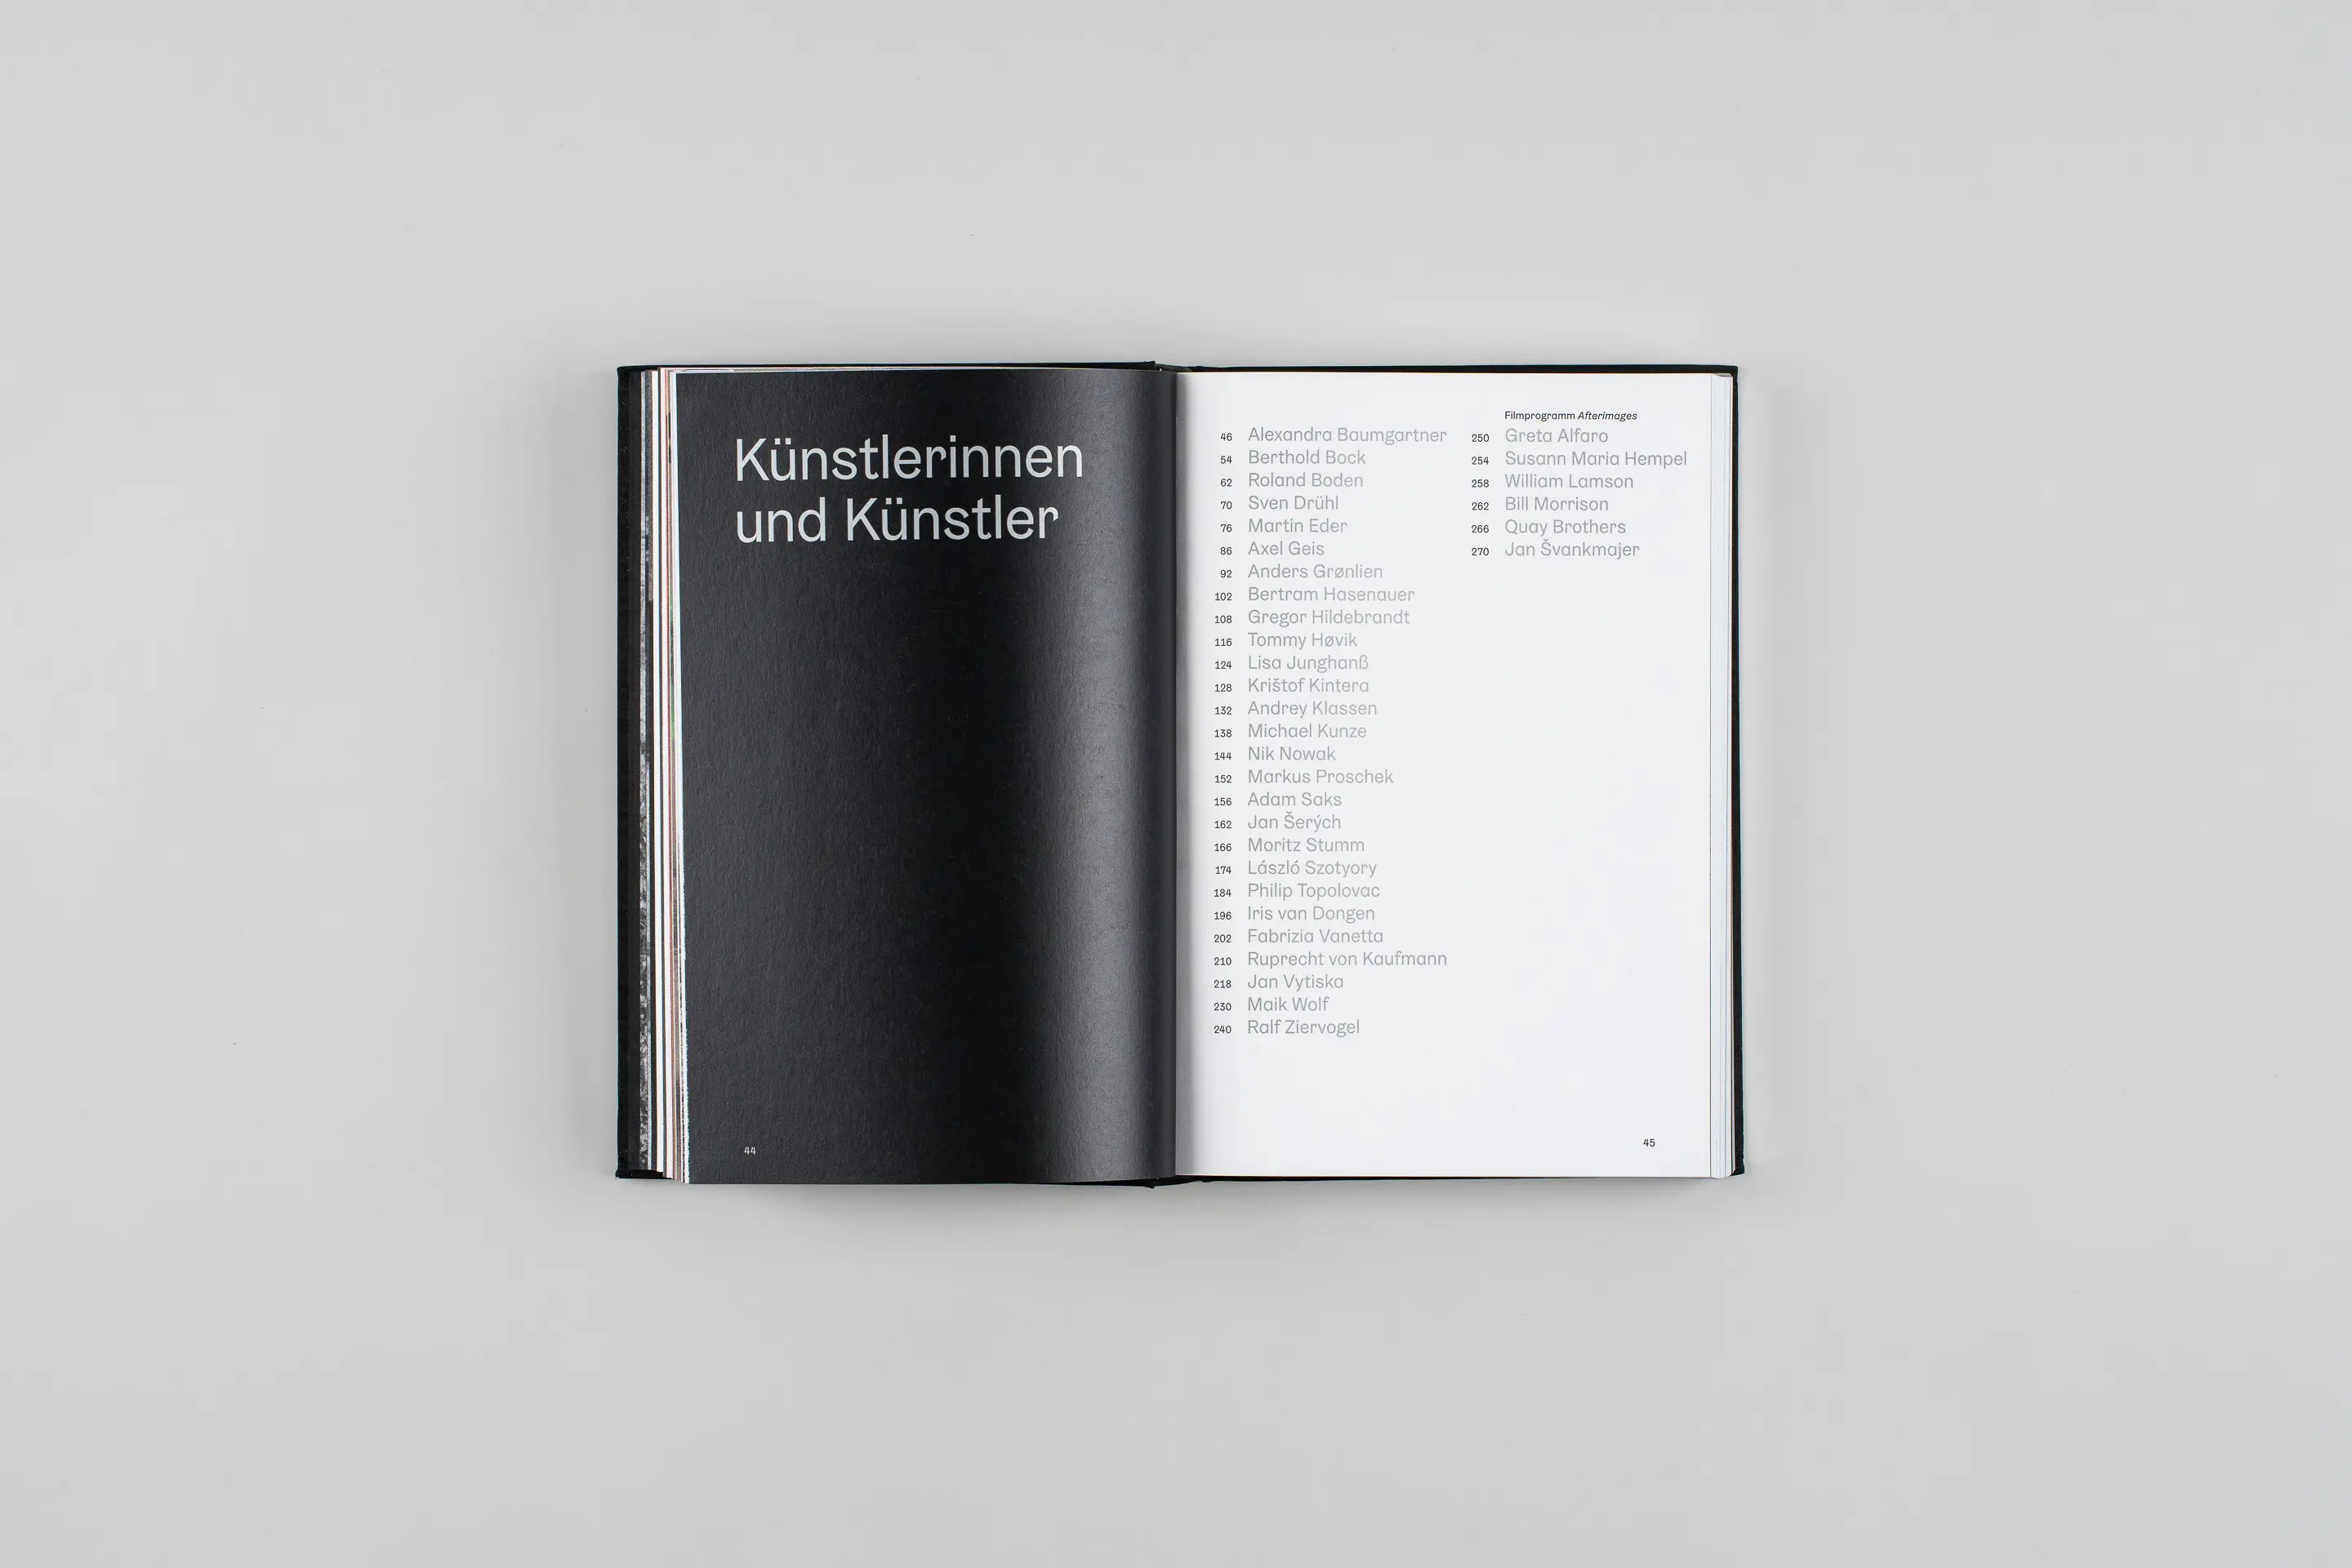 Künstlerinnen
und Künstler
44
46 Alexandra Baumgartner
54 Berthold Bock
62 Roland Boden
70 Sven Drühl
76 Martin Eder
86 Axel Geis
92 Anders Grønlien
102 Bertram Hasenauer
108 Gregor Hildebrandt
116 Tommy Høvik
124 Lisa Junghanß
128 Krištof Kintera
132 Andrey Klassen
138 Michael Kunze
144 Nik Nowak
152 Markus Proschek
156 Adam Saks
162 Jan Šerých
166 Moritz Stumm
174 László Szotyory
184 Philip Topolovac
196 Iris van Dongen
202 Fabrizia Vanetta
210 Ruprecht von Kaufmann
218 Jan Vytiska
230 Maik Wolf
240 Ralf Ziervogel
Filmprogramm Afterimages
250 Greta Alfaro
254 Susann Maria Hempel
258 William Lamson
262 Bill Morrison
266 Quay Brothers
270 Jan Švankmajer
45